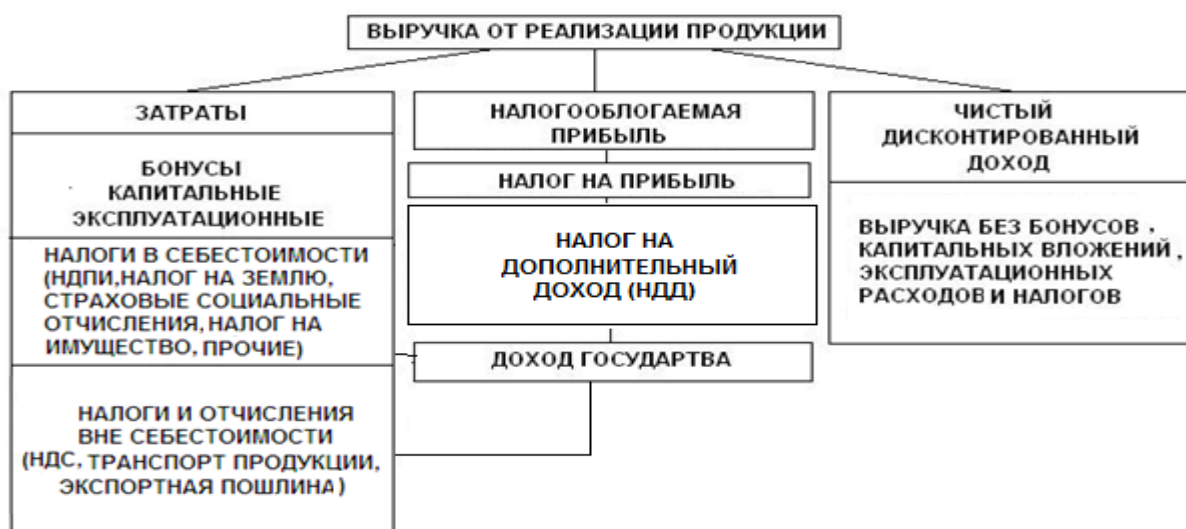 ВЫРУЧКА ОТ РЕАЛИЗАЦИИ ПРОДУКЦИИ
ЗАТРАТЫ
БОНУСЫ
КАПИТАЛЬНЫЕ
ЭКСПЛУАТАЦИОННЫЕ
НАЛОГИ В СЕБЕСТОИМОСТИ
(НДПИ,НАЛОГ НА ЗЕМЛЮ,
СТРАХОВЫЕ СОЦИАЛЬНЫЕ
ОТЧИСЛЕНИЯ, НАЛОГ НА
ИМУЩЕСТВО, ПРОЧИЕ)
НАЛОГИ И ОТЧИСЛЕНИЯ
ВНЕ СЕБЕСТОИМОСТИ
(НДС, ТРАНСПОРТ ПРОДУКЦИИ,
ЭКСПОРТНАЯ ПОШЛИНА)
НАЛОГООБЛОГАЕМАЯ
ПРИБЫЛЬ
НАЛОГ НА ПРИБЫЛЬ
НАЛОГ НА
ДОПОЛНИТЕЛЬНЫЙ
ДОХОД (НДД)
ДОХОД ГОСУДАРТВА
ЧИСТЫЙ
ДИСКОНТИРОВАННЫЙ
ДОХОД
ВЫРУЧКА БЕЗ БОНУСОВ ,
КАПИТАЛЬНЫХ ВЛОЖЕНИЙ ,
ЭКСПЛУАТАЦИОННЫХ
РАСХОДОВ И НАЛОГОВ